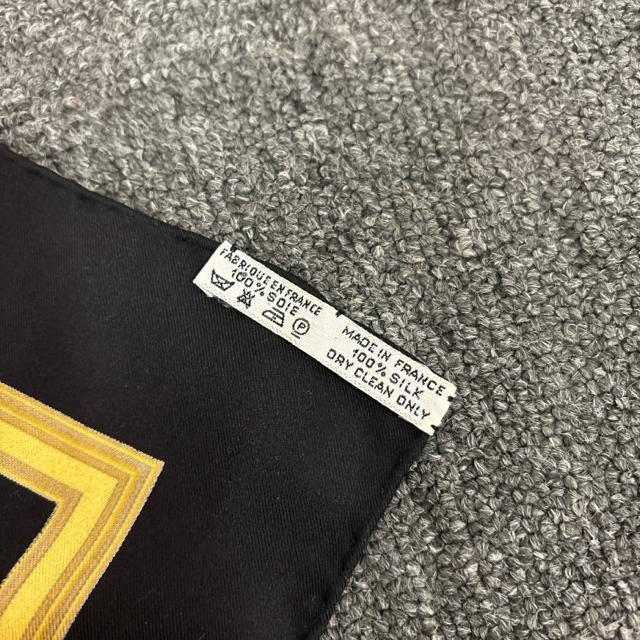 FABRIQUE EN FRANCE
100% SOIE
P
MADE IN FRANCE
100% SILK
DRY CLEAN ONLY